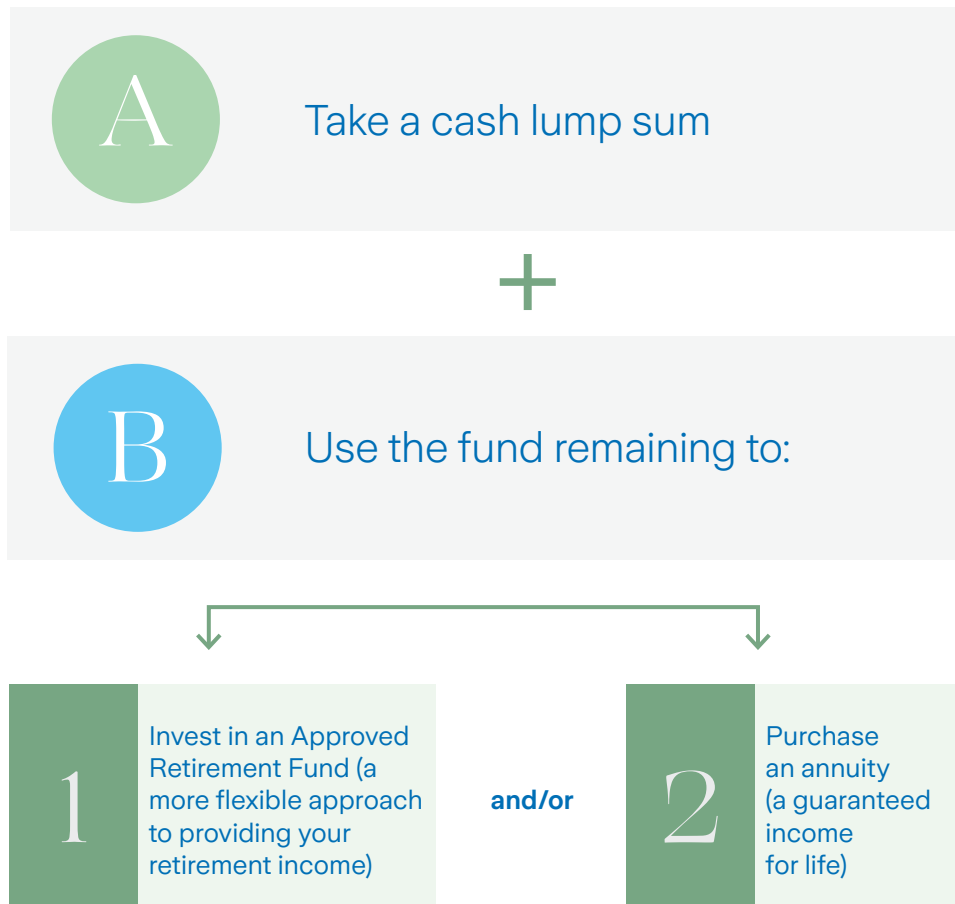 A
Take a cash lump sum
+
B
Use the fund remaining to:
1
Invest in an Approved
Retirement Fund (a
more flexible approach
to providing your
retirement income)
and/or
2
Purchase
an annuity
(a guaranteed
income
for life)